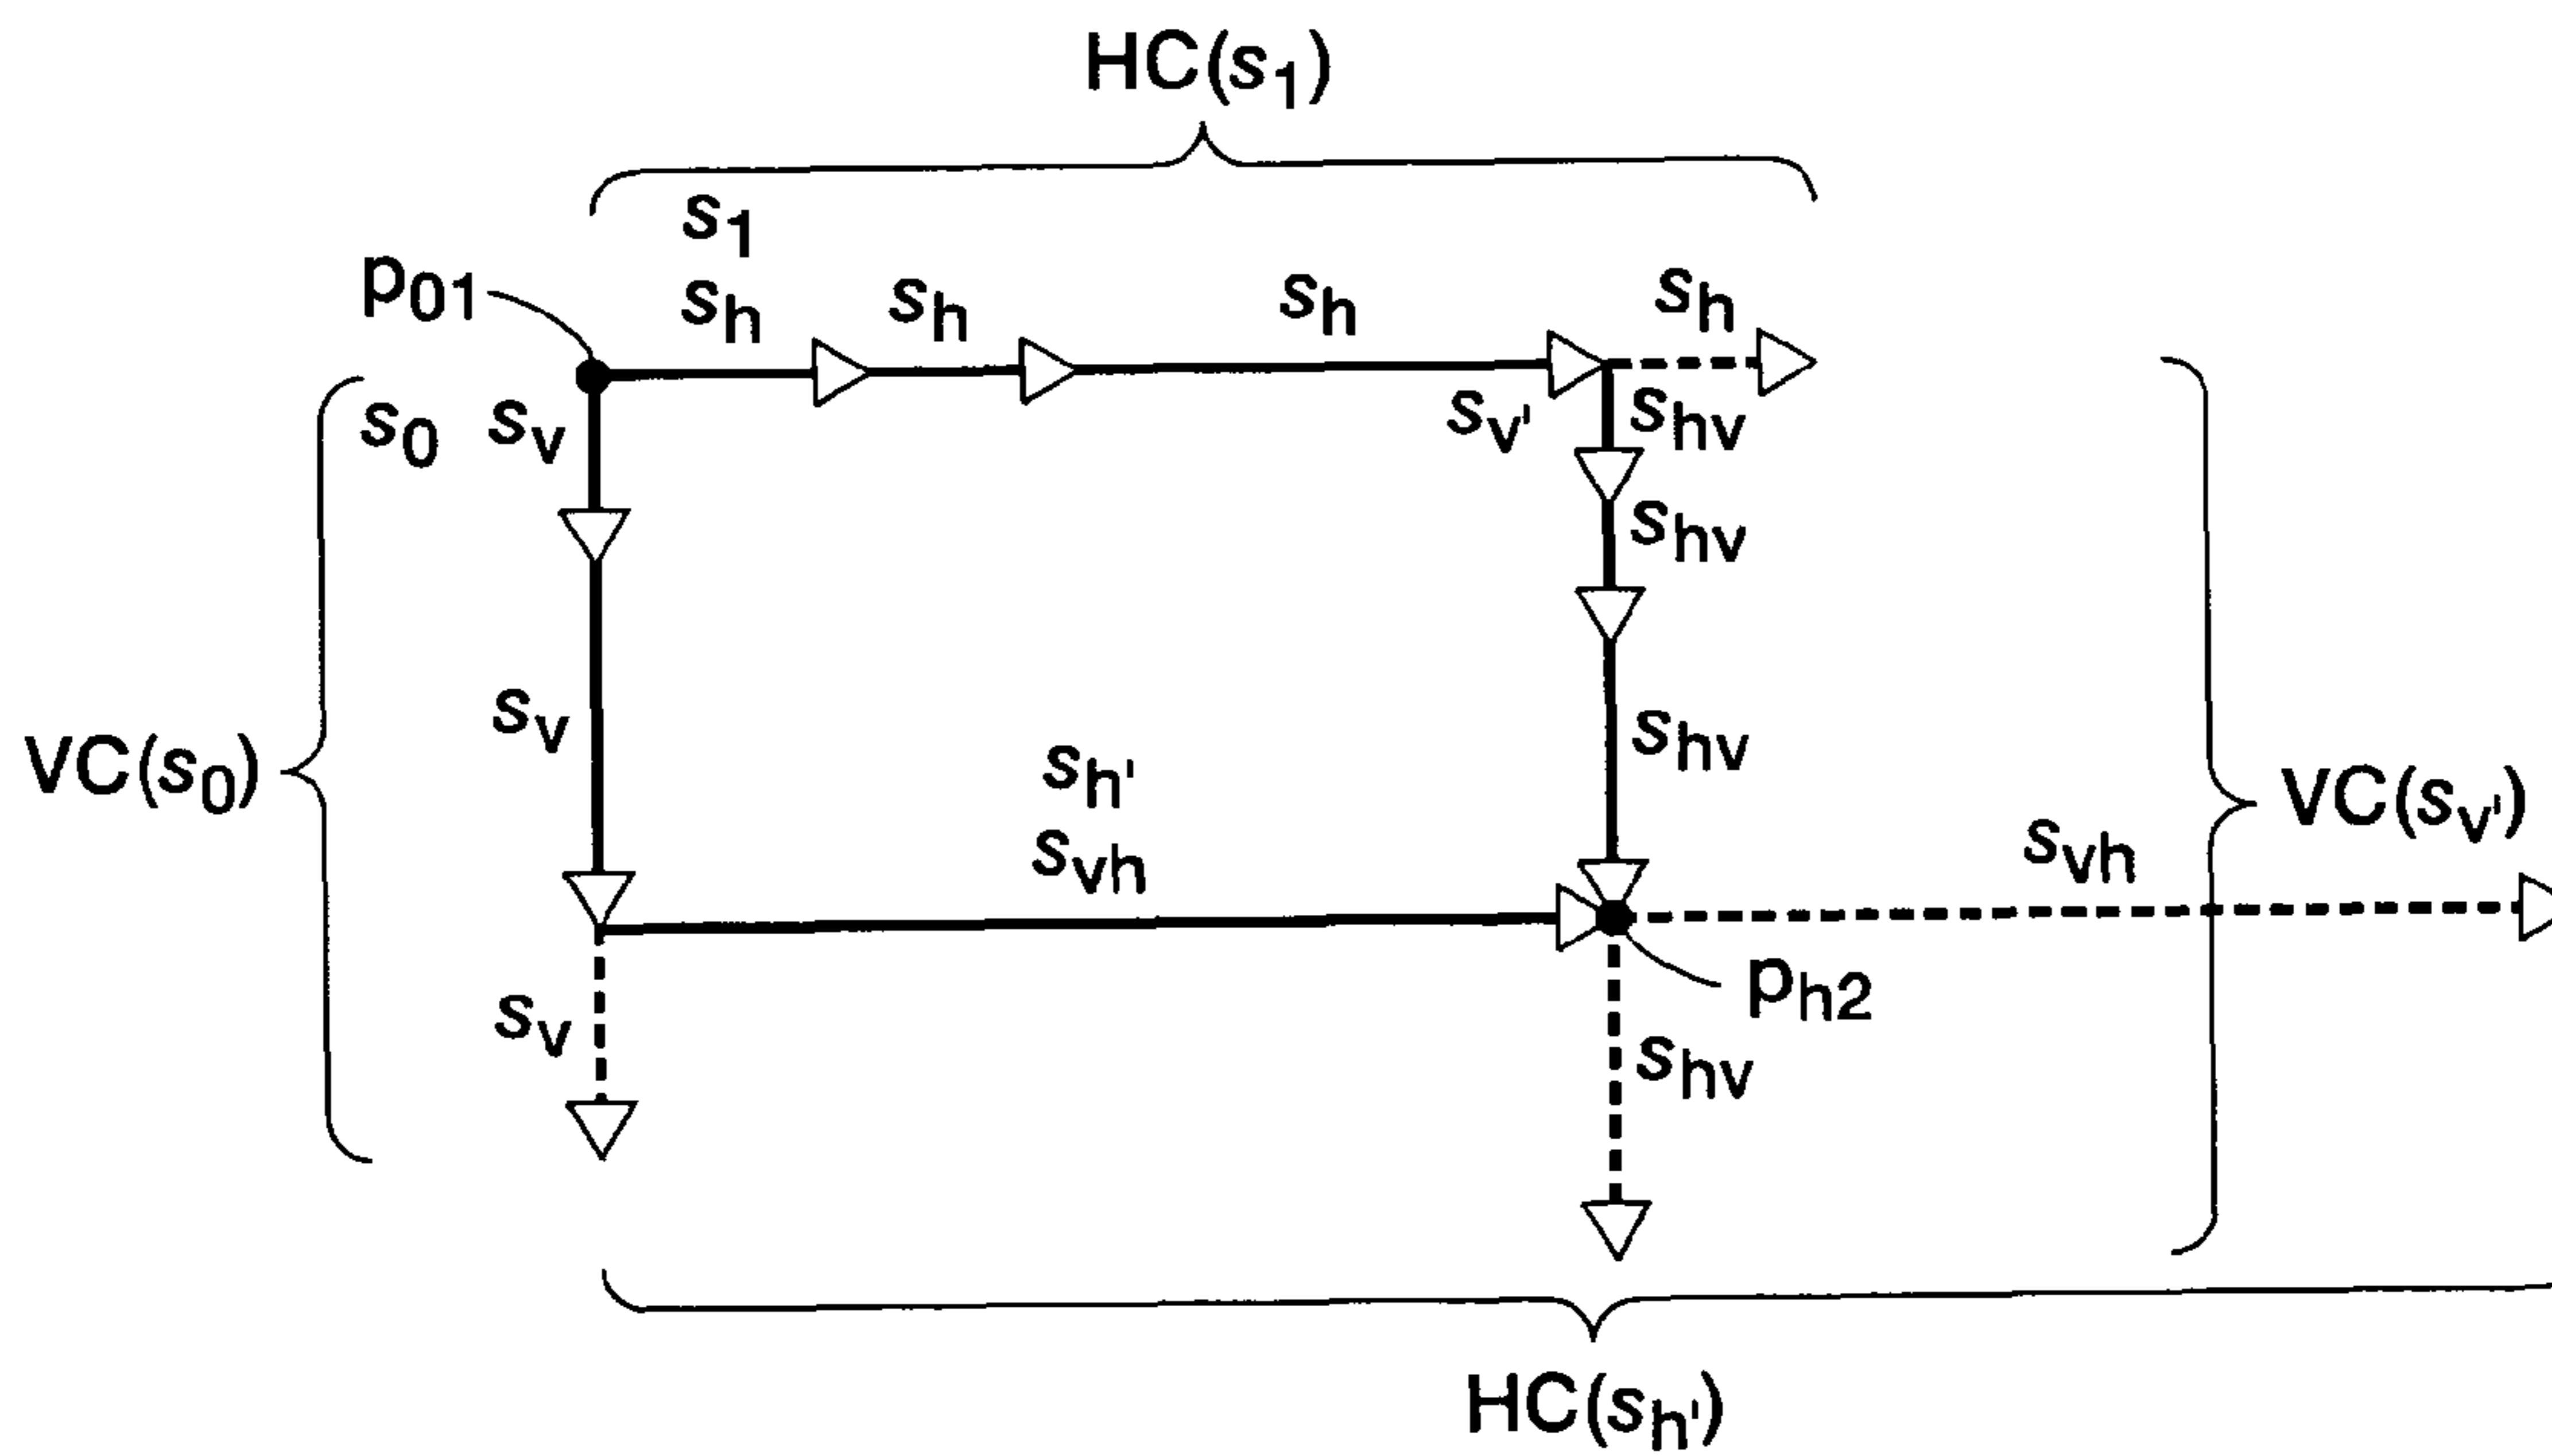 HC(s₁)
s₁
p₀₁
sₕ sₕ sₕ sₕ
s₀ sᵥ sᵥ' sₕᵥ
sₕᵥ
sᵥ sₕᵥ
VC(s₀) sₕ' VC(sᵥ')
sᵥₕ sᵥₕ
pₕ₂
sᵥ sₕᵥ
HC(sₕ')